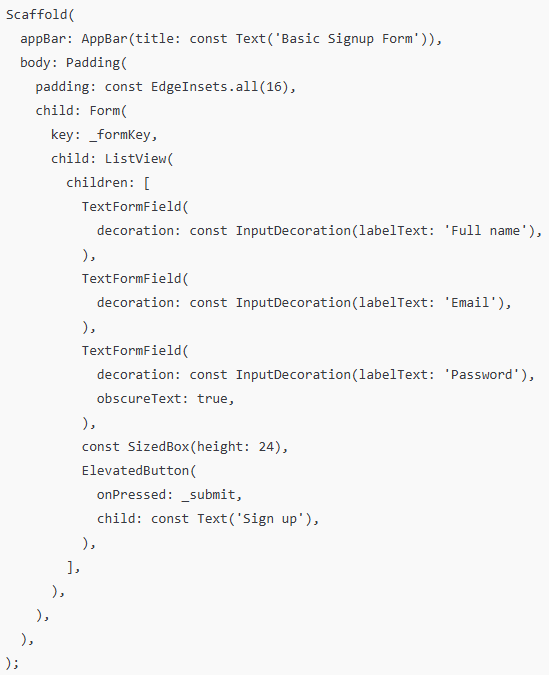 Scaffold(
  appBar: AppBar(title: const Text('Basic Signup Form')),
  body: Padding(
    padding: const EdgeInsets.all(16),
    child: Form(
      key: _formKey,
      child: ListView(
        children: [
          TextFormField(
            decoration: const InputDecoration(labelText: 'Full name'),
          ),
          TextFormField(
            decoration: const InputDecoration(labelText: 'Email'),
          ),
          TextFormField(
            decoration: const InputDecoration(labelText: 'Password'),
            obscureText: true,
          ),
          const SizedBox(height: 24),
          ElevatedButton(
            onPressed: _submit,
            child: const Text('Sign up'),
          ),
        ],
      ),
    ),
  ),
);